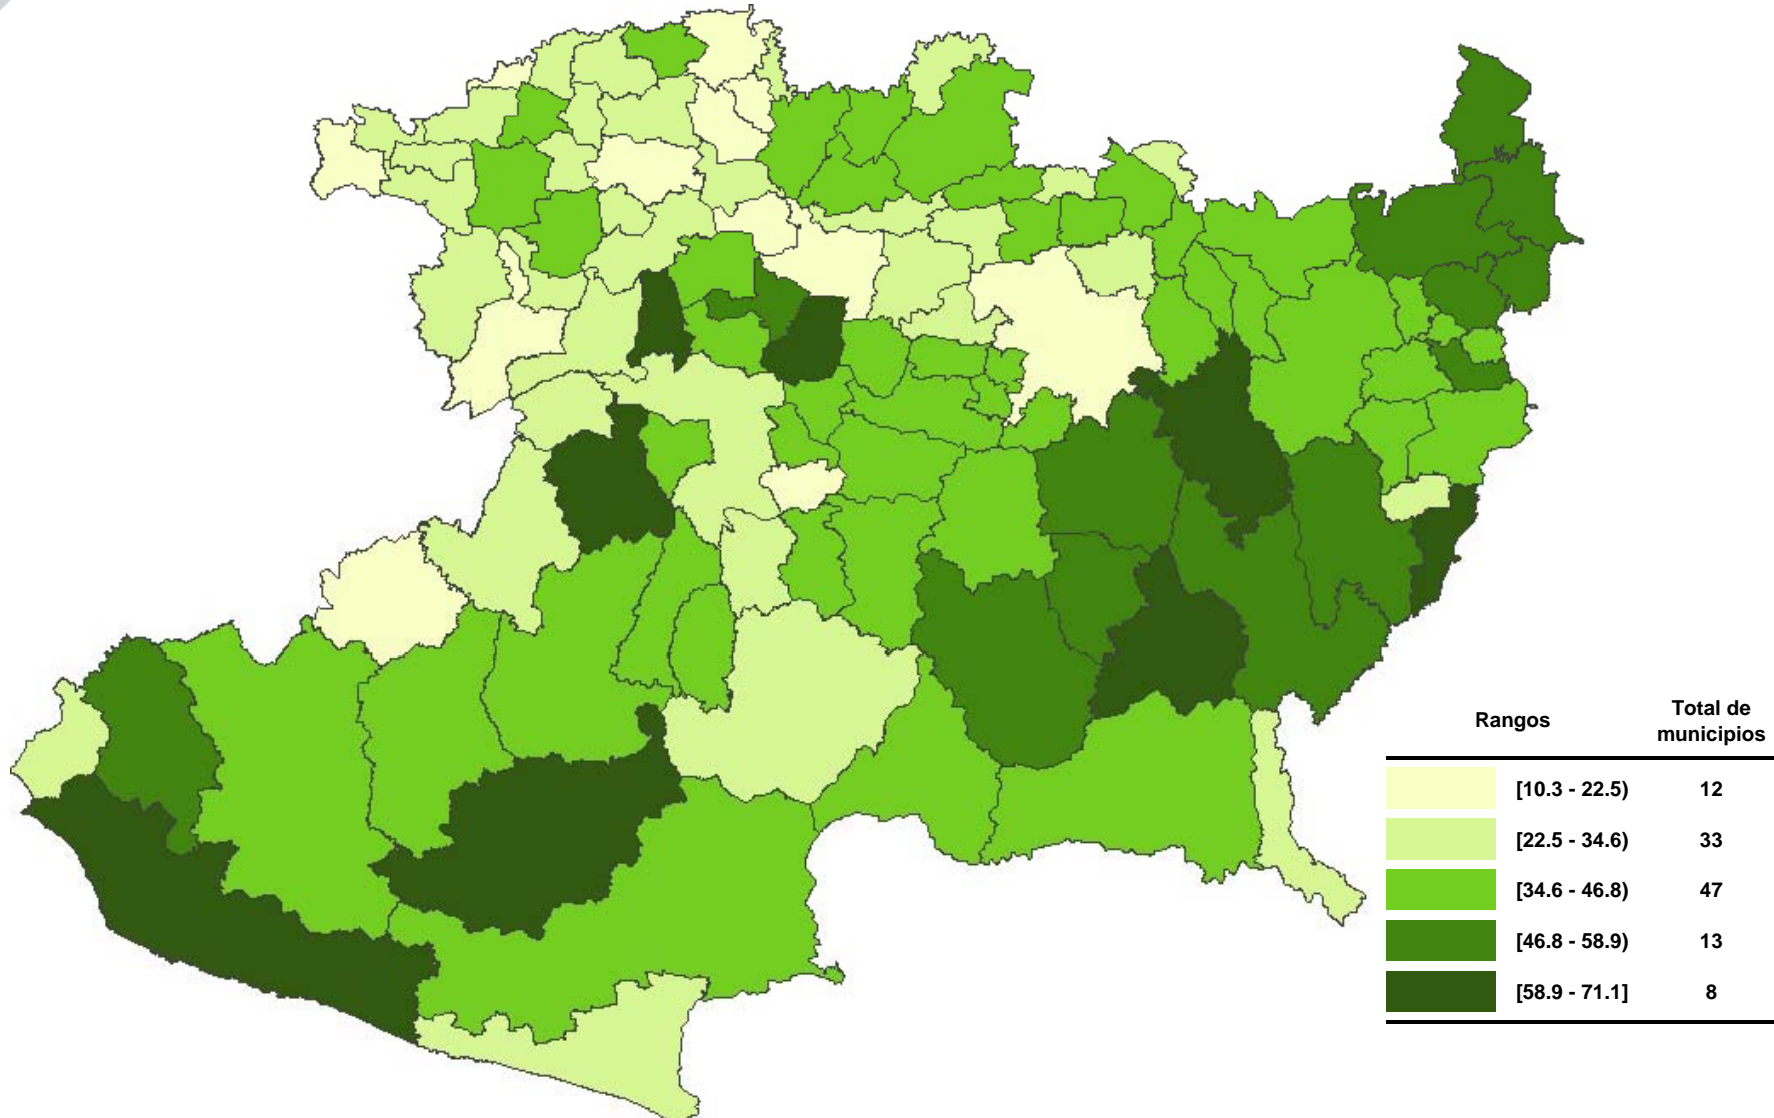 Rangos Total de municipios
[10.3 - 22.5) 12
[22.5 - 34.6) 33
[34.6 - 46.8) 47
[46.8 - 58.9) 13
[58.9 - 71.1] 8